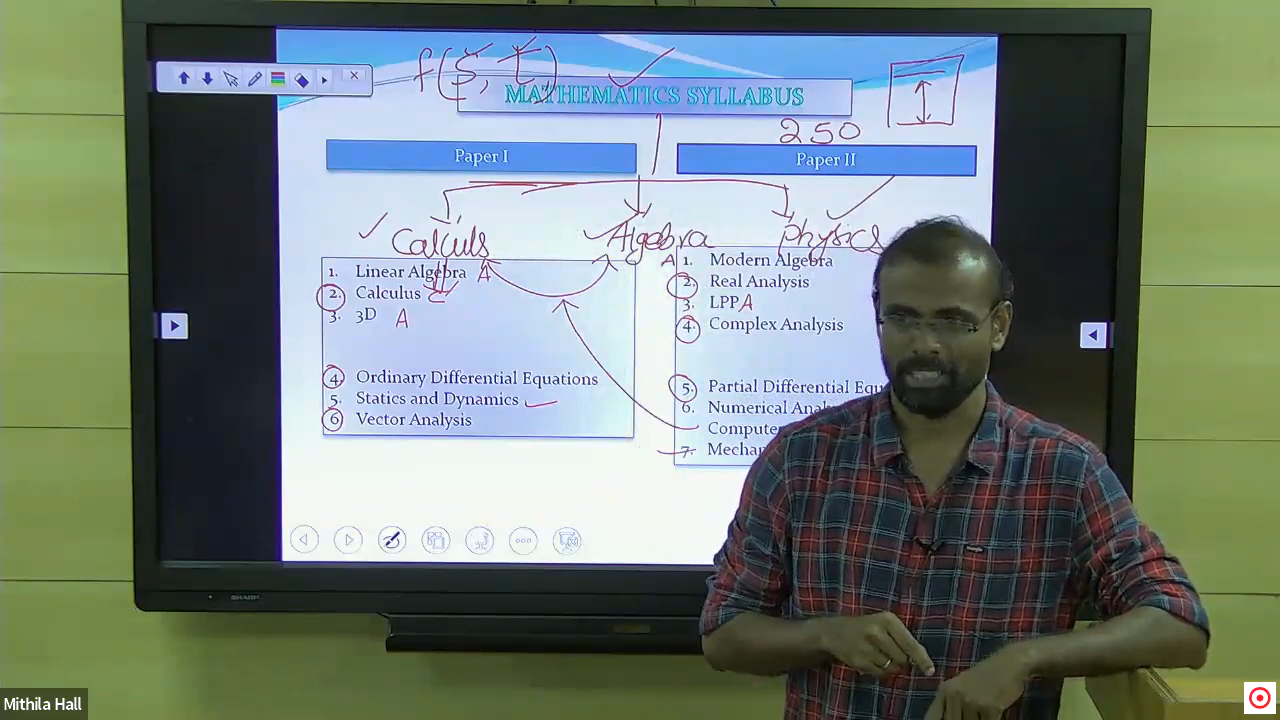 f(s, t)
MATHEMATICS SYLLABUS
250
Paper I
Paper II
Calculs
Algebra
Physics
1. Linear Algebra A
2. Calculus C
3. 3D A
4. Ordinary Differential Equations
5. Statics and Dynamics
6. Vector Analysis
A 1. Modern Algebra
2. Real Analysis
3. LPP A
4. Complex Analysis
5. Partial Differential Equ
6. Numerical Anal
Compute
7. Mechan
SHARP
Mithila Hall